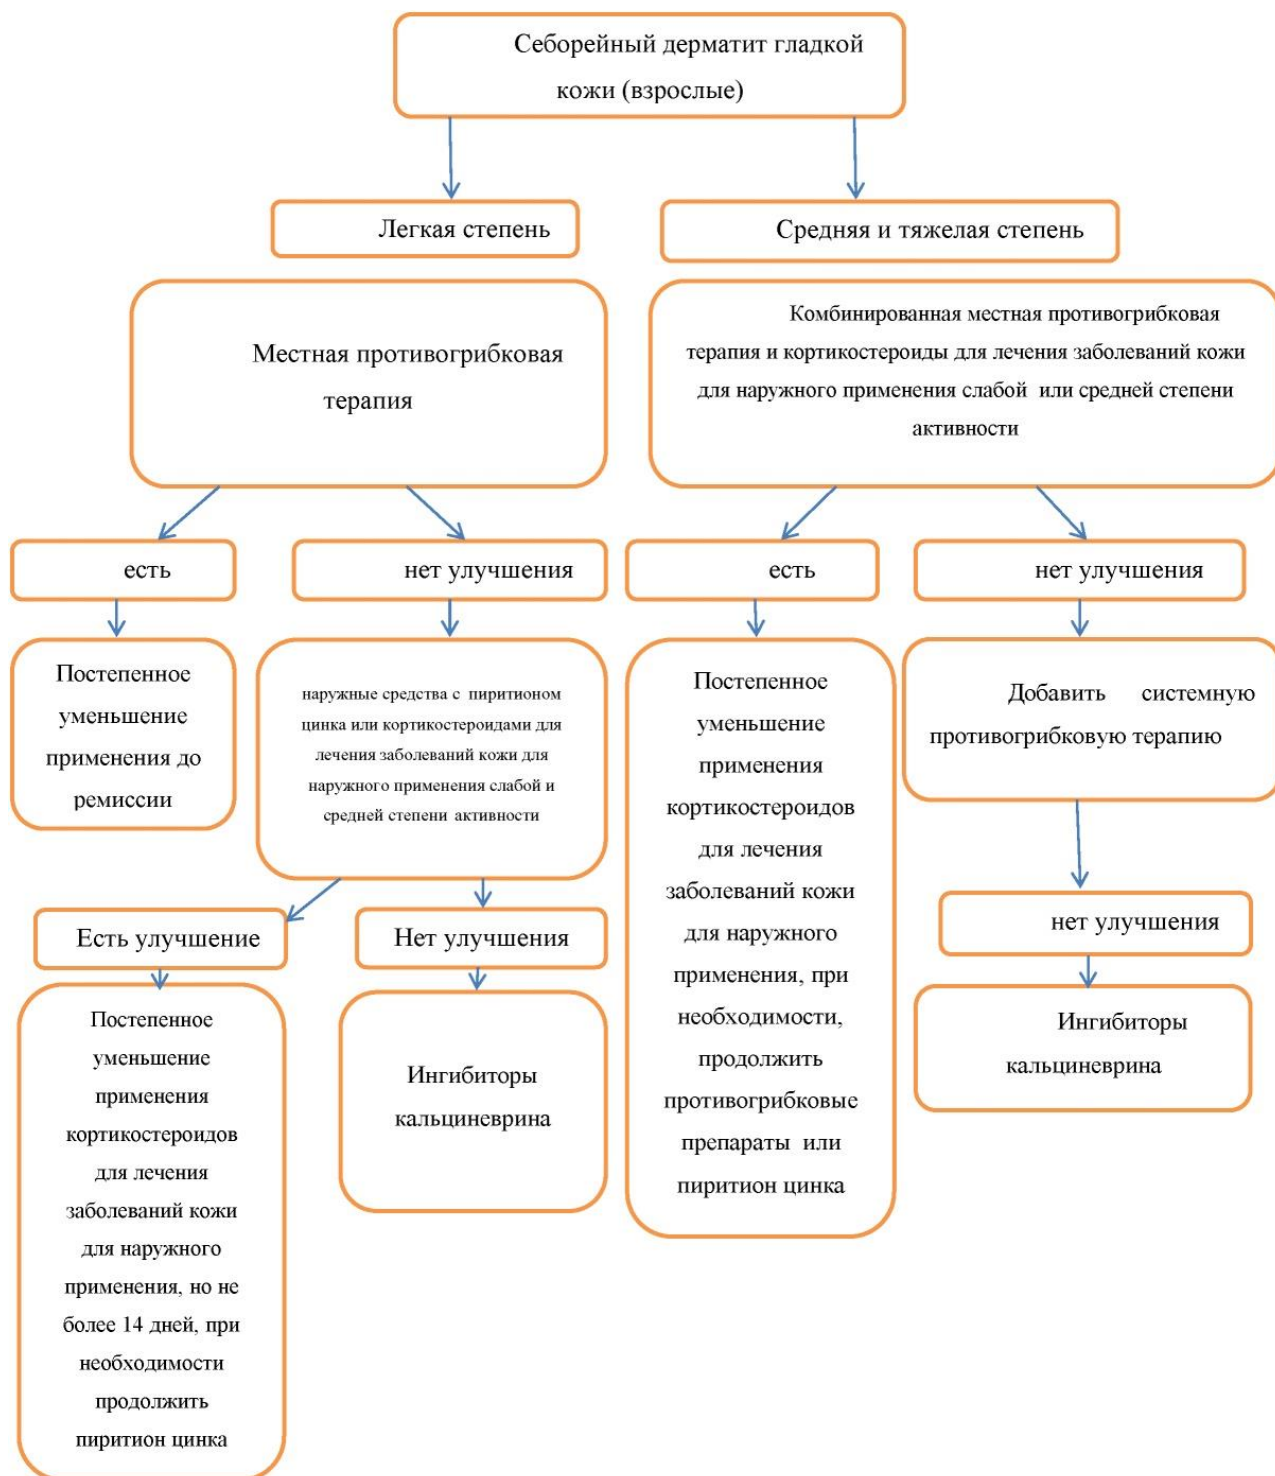 Себорейный дерматит гладкой
кожи (взрослые)
Легкая степень
Средняя и тяжелая степень
Местная противогрибковая
терапия
Комбинированная местная противогрибковая
терапия и кортикостероиды для лечения заболеваний кожи
для наружного применения слабой или средней степени
активности
есть
нет улучшения
есть
нет улучшения
Постепенное
уменьшение
применения до
ремиссии
наружные средства с пиритионом
цинка или кортикостероидами для
лечения заболеваний кожи для
наружного применения слабой и
средней степени активности
Постепенное
уменьшение
применения
кортикостероидов
для лечения
заболеваний кожи
для наружного
применения, при
необходимости,
продолжить
противогрибковые
препараты или
пиритион цинка
Добавить системную
противогрибковую терапию
Есть улучшение
Нет улучшения
нет улучшения
Постепенное
уменьшение
применения
кортикостероидов
для лечения
заболеваний кожи
для наружного
применения, но не
более 14 дней, при
необходимости
продолжить
пиритион цинка
Ингибиторы
кальциневрина
Ингибиторы
кальциневрина